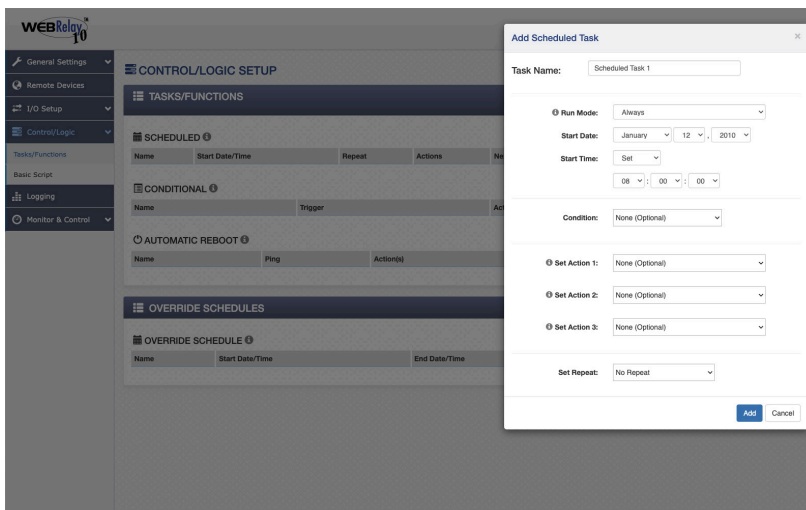 WEBRelay™
10
General Settings
Remote Devices
I/O Setup
Control/Logic
Tasks/Functions
Basic Script
Logging
Monitor & Control
CONTROL/LOGIC SETUP
TASKS/FUNCTIONS
SCHEDULED
Name Start Date/Time Repeat Actions Ne
CONDITIONAL
Name Trigger Act
AUTOMATIC REBOOT
Name Ping Action(s)
OVERRIDE SCHEDULES
OVERRIDE SCHEDULE
Name Start Date/Time End Date/Time
Add Scheduled Task ×
Task Name: Scheduled Task 1
Run Mode: Always
Start Date: January 12 , 2010
Start Time: Set
08 : 00 : 00
Condition: None (Optional)
Set Action 1: None (Optional)
Set Action 2: None (Optional)
Set Action 3: None (Optional)
Set Repeat: No Repeat
Add Cancel